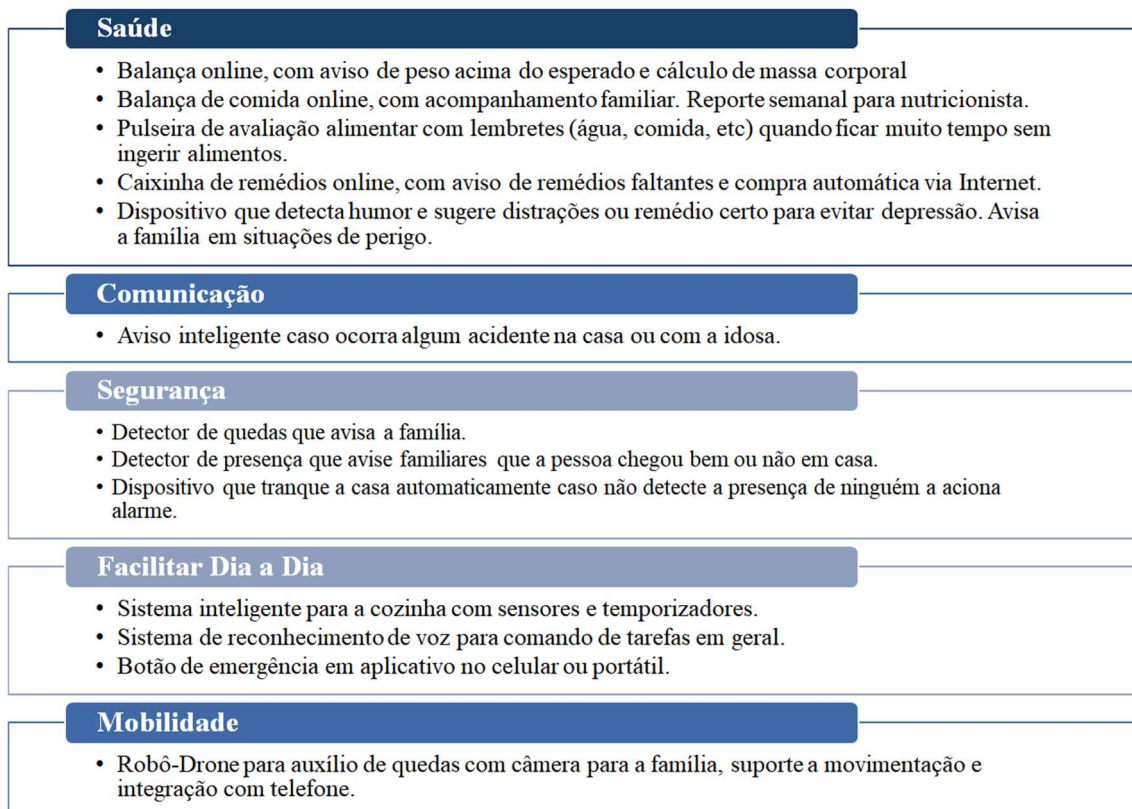 Saúde
• Balança online, com aviso de peso acima do esperado e cálculo de massa corporal
• Balança de comida online, com acompanhamento familiar. Reporte semanal para nutricionista.
• Pulseira de avaliação alimentar com lembretes (água, comida, etc) quando ficar muito tempo sem
ingerir alimentos.
• Caixinha de remédios online, com aviso de remédios faltantes e compra automática via Internet.
• Dispositivo que detecta humor e sugere distrações ou remédio certo para evitar depressão. Avisa
a família em situações de perigo.
Comunicação
• Aviso inteligente caso ocorra algum acidente na casa ou com a idosa.
Segurança
• Detector de quedas que avisa a família.
• Detector de presença que avise familiares que a pessoa chegou bem ou não em casa.
• Dispositivo que tranque a casa automaticamente caso não detecte a presença de ninguém a aciona
alarme.
Facilitar Dia a Dia
• Sistema inteligente para a cozinha com sensores e temporizadores.
• Sistema de reconhecimento de voz para comando de tarefas em geral.
• Botão de emergência em aplicativo no celular ou portátil.
Mobilidade
• Robô-Drone para auxílio de quedas com câmera para a família, suporte a movimentação e
integração com telefone.